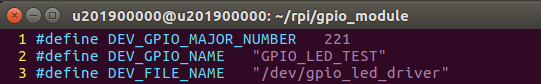 u201900000@u201900000: ~/rpi/gpio_module
1 #define DEV_GPIO_MAJOR_NUMBER   221
2 #define DEV_GPIO_NAME   "GPIO_LED_TEST"
3 #define DEV_FILE_NAME   "/dev/gpio_led_driver"